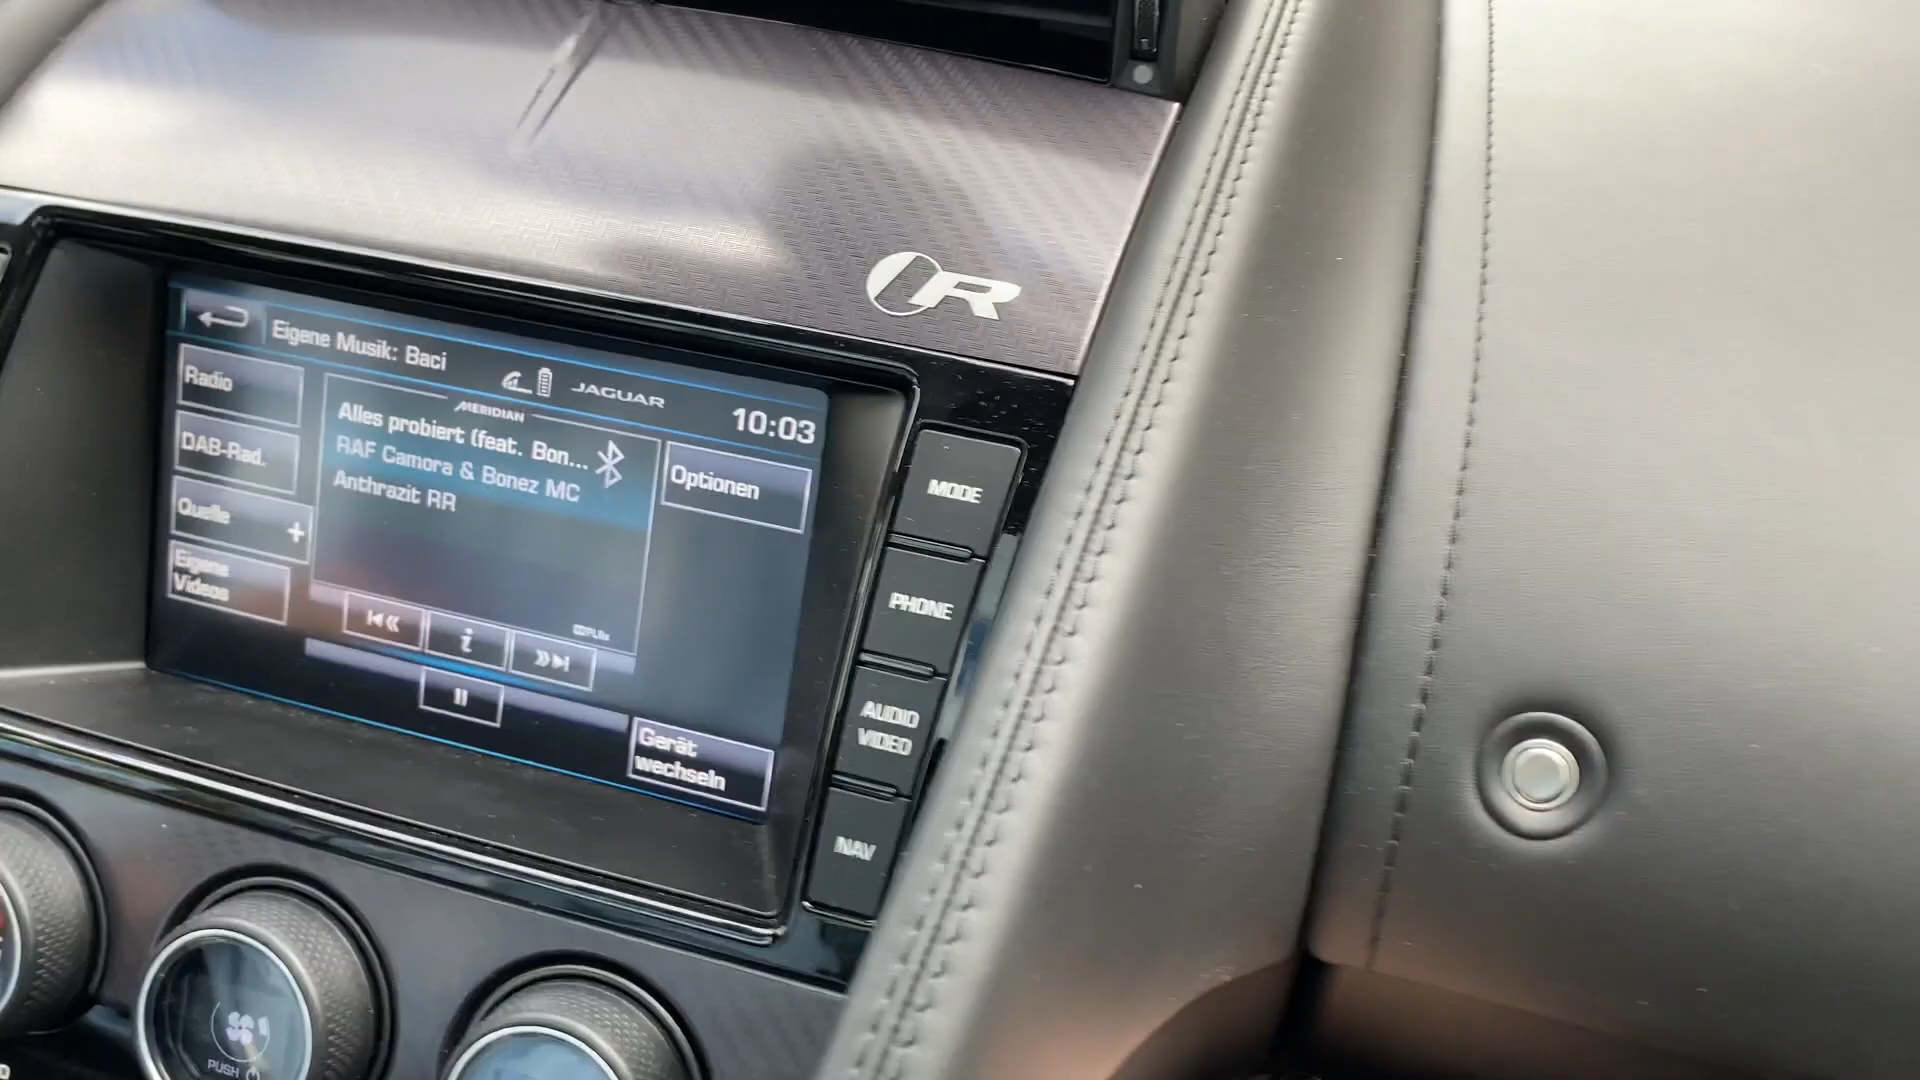 R
Eigene Musik: Baci
JAGUAR
10:03
Radio
DAB-Rad.
Quelle +
Eigene
Videos
MERIDIAN
Alles probiert (feat. Bon...
RAF Camora & Bonez MC
Anthrazit RR
Optionen
i
Gerät
wechseln
MODE
PHONE
AUDIO
VIDEO
NAV
PUSH